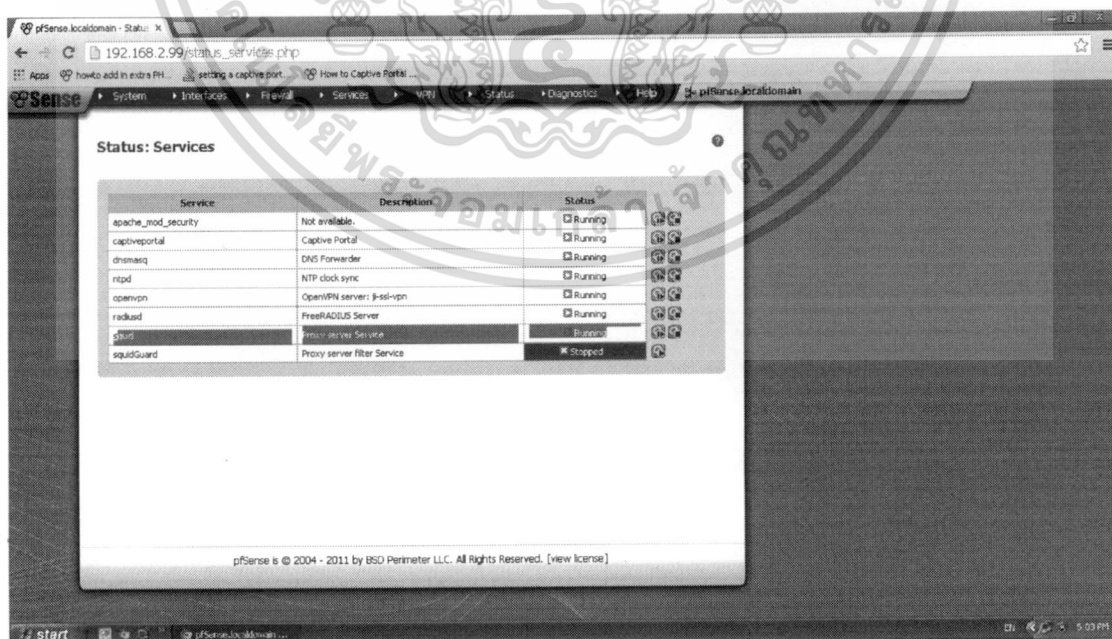 pfSense.localdomain - Status
192.168.2.99/status_services.php
Apps howto add in extra PH... setting a captive port... How to Captive Portal ...
Sense System Interfaces Firewall Services VPN Status Diagnostics Help pfSense.localdomain
Status: Services
Service Description Status
apache_mod_security Not available. Running
captiveportal Captive Portal Running
dnsmasq DNS Forwarder Running
ntpd NTP clock sync Running
openvpn OpenVPN server: ji-ssl-vpn Running
radiusd FreeRADIUS Server Running
squid Proxy server Service Running
squidGuard Proxy server filter Service Stopped
pfSense is © 2004 - 2011 by BSD Perimeter LLC. All Rights Reserved. [view license]
start pfSense.localdomain ... EN 5:03 PM